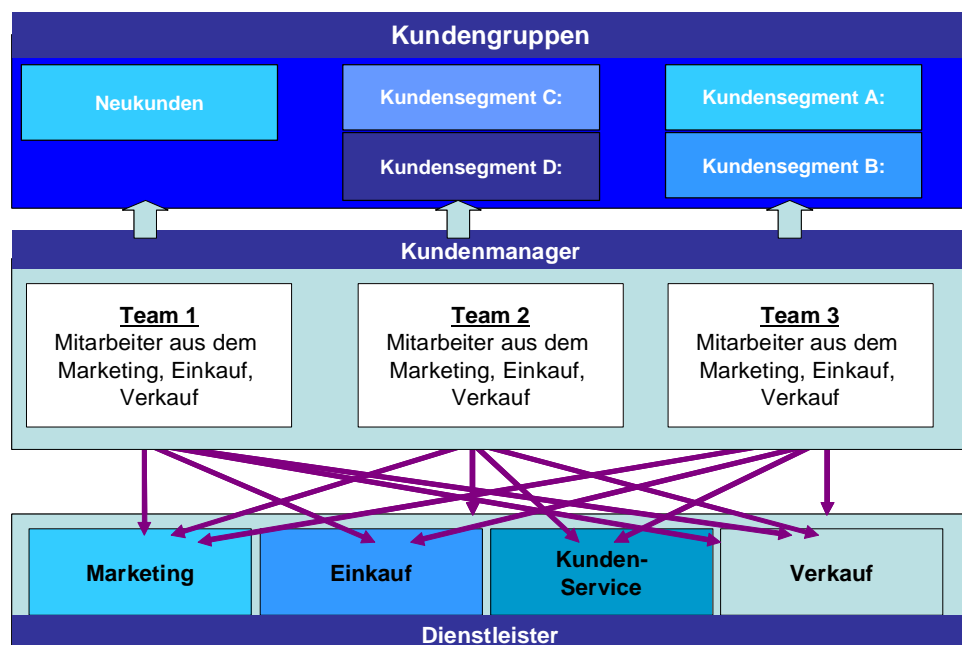 Kundengruppen
Neukunden
Kundensegment C:
Kundensegment A:
Kundensegment D:
Kundensegment B:
Kundenmanager
Team 1
Mitarbeiter aus dem
Marketing, Einkauf,
Verkauf
Team 2
Mitarbeiter aus dem
Marketing, Einkauf,
Verkauf
Team 3
Mitarbeiter aus dem
Marketing, Einkauf,
Verkauf
Marketing
Einkauf
Kunden-
Service
Verkauf
Dienstleister